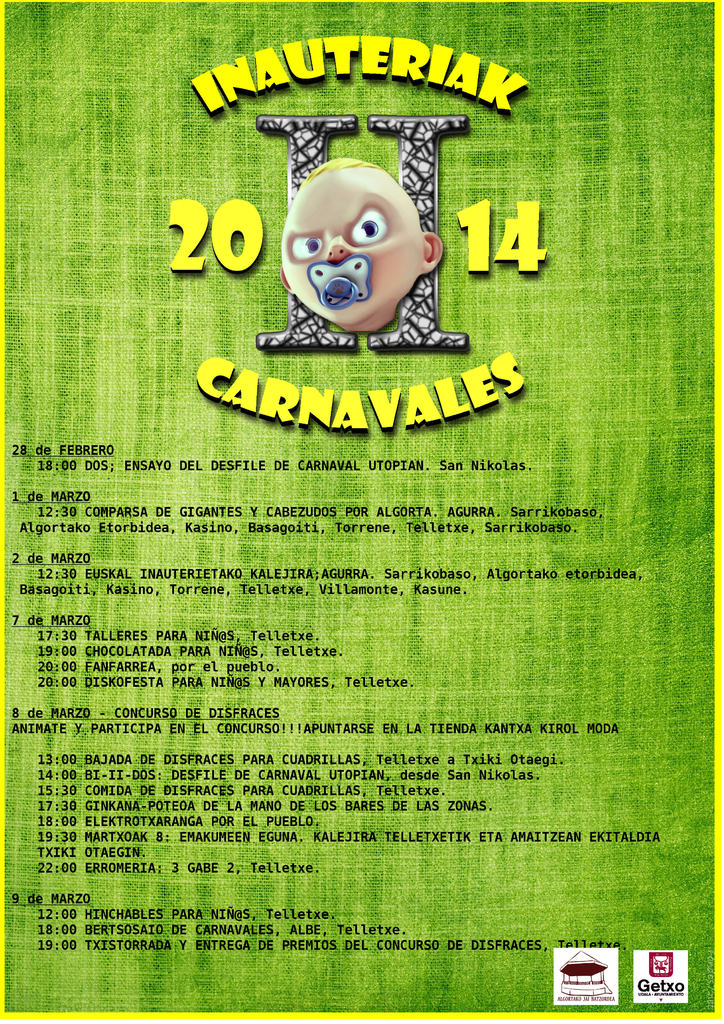 INAUTERIAK
II
20 14
CARNAVALES
28 de FEBRERO
18:00 DOS; ENSAYO DEL DESFILE DE CARNAVAL UTOPIAN. San Nikolas.
1 de MARZO
12:30 COMPARSA DE GIGANTES Y CABEZUDOS POR ALGORTA. AGURRA. Sarrikobaso,
Algortako Etorbidea, Kasino, Basagoiti, Torrene, Telletxe, Sarrikobaso.
2 de MARZO
12:30 EUSKAL INAUTERIETAKO KALEJIRA;AGURRA. Sarrikobaso, Algortako etorbidea,
Basagoiti, Kasino, Torrene, Telletxe, Villamonte, Kasune.
7 de MARZO
17:30 TALLERES PARA NIÑ@S, Telletxe.
19:00 CHOCOLATADA PARA NIÑ@S, Telletxe.
20:00 FANFARREA, por el pueblo.
20:00 DISKOFESTA PARA NIÑ@S Y MAYORES, Telletxe.
8 de MARZO - CONCURSO DE DISFRACES
ANIMATE Y PARTICIPA EN EL CONCURSO!!!APUNTARSE EN LA TIENDA KANTXA KIROL MODA
13:00 BAJADA DE DISFRACES PARA CUADRILLAS, Telletxe a Txiki Otaegi.
14:00 BI-II-DOS: DESFILE DE CARNAVAL UTOPIAN, desde San Nikolas.
15:30 COMIDA DE DISFRACES PARA CUADRILLAS, Telletxe.
17:30 GINKANA-POTEOA DE LA MANO DE LOS BARES DE LAS ZONAS.
18:00 ELEKTROTXARANGA POR EL PUEBLO.
19:30 MARTXOAK 8: EMAKUMEEN EGUNA. KALEJIRA TELLETXETIK ETA AMAITZEAN EKITALDIA
TXIKI OTAEGIN.
22:00 ERROMERIA: 3 GABE 2, Telletxe.
9 de MARZO
12:00 HINCHABLES PARA NIÑ@S, Telletxe.
18:00 BERTSOSAIO DE CARNAVALES, ALBE, Telletxe.
19:00 TXISTORRADA Y ENTREGA DE PREMIOS DEL CONCURSO DE DISFRACES, Telletxe.
ALGORTAKO JAI BATZORDEA
Getxo
UDALA • AYUNTAMIENTO